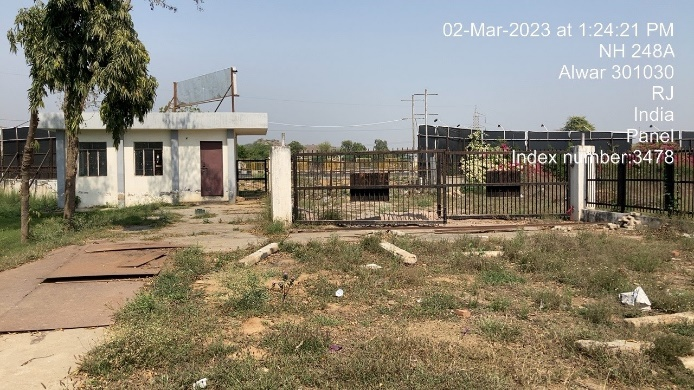 02-Mar-2023 at 1:24:21 PM
NH 248A
Alwar 301030
RJ
India
Panel
Index number:3478